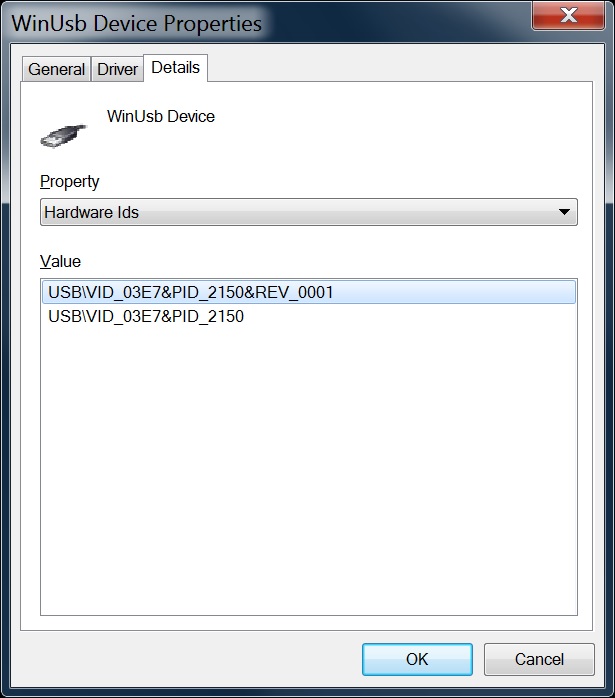 WinUsb Device Properties
X
General Driver Details
WinUsb Device
Property
Hardware Ids
Value
USB\VID_03E7&PID_2150&REV_0001
USB\VID_03E7&PID_2150
OK Cancel